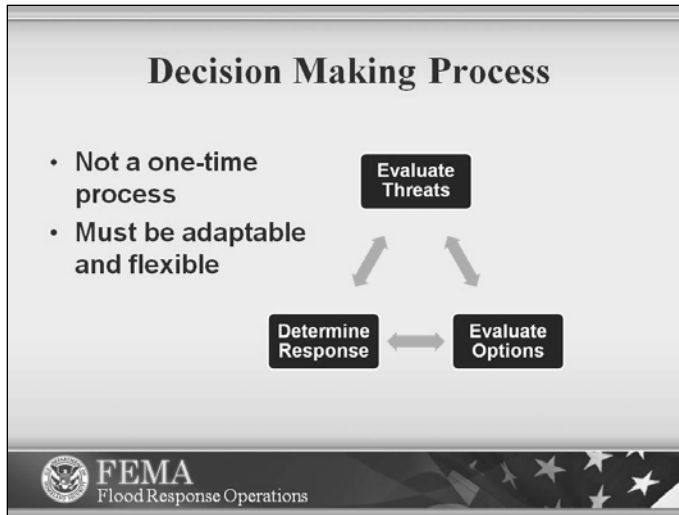 Decision Making Process
• Not a one-time
process
• Must be adaptable
and flexible
Evaluate
Threats
Determine
Response
Evaluate
Options
FEMA
Flood Response Operations